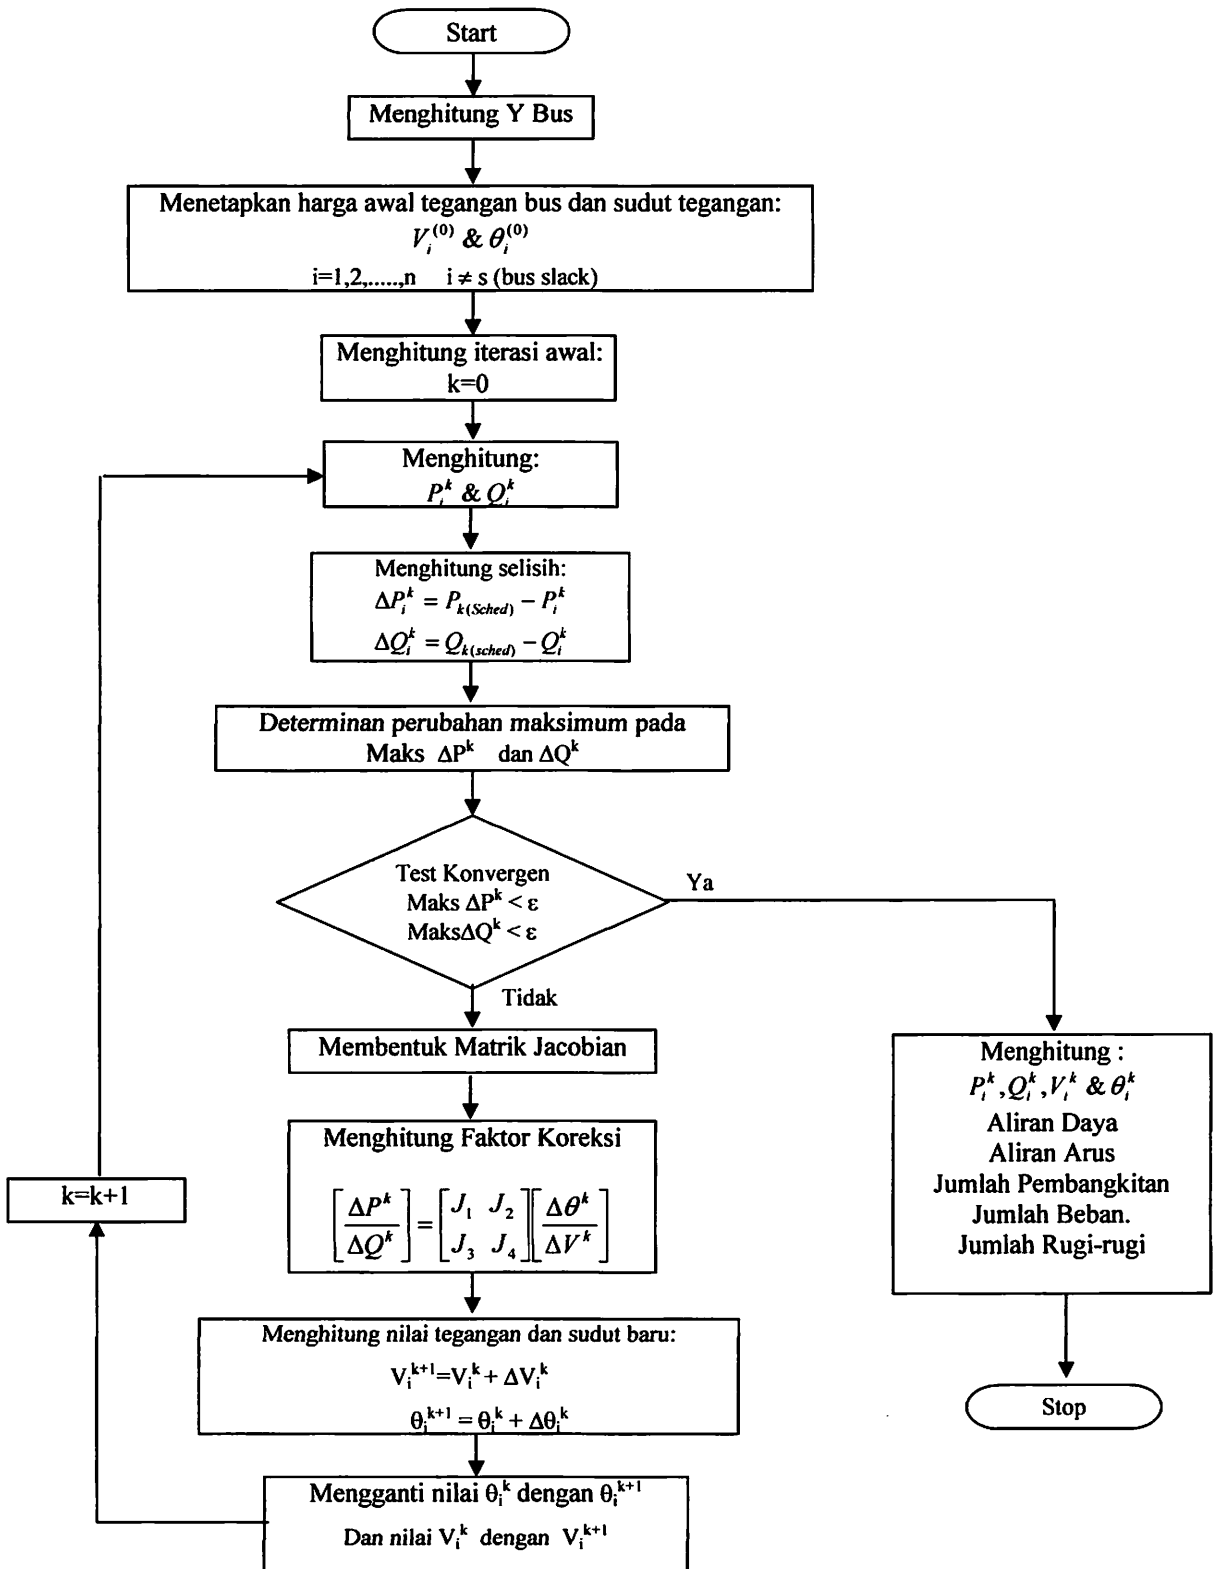 Start
Menghitung Y Bus
Menetapkan harga awal tegangan bus dan sudut tegangan:
V_i^(0) & θ_i^(0)
i=1,2,.....,n i ≠ s (bus slack)
Menghitung iterasi awal:
k=0
Menghitung:
P_i^k & Q_i^k
Menghitung selisih:
ΔP_i^k = P_k(Sched) − P_i^k
ΔQ_i^k = Q_k(sched) − Q_i^k
Determinan perubahan maksimum pada
Maks ΔP^k dan ΔQ^k
Test Konvergen
Maks ΔP^k < ε
MaksΔQ^k < ε
Ya
Tidak
Membentuk Matrik Jacobian
Menghitung Faktor Koreksi
[ΔP^k / ΔQ^k] = [J_1 J_2 / J_3 J_4] [Δθ^k / ΔV^k]
Menghitung nilai tegangan dan sudut baru:
V_i^k+1=V_i^k + ΔV_i^k
θ_i^k+1 = θ_i^k + Δθ_i^k
Mengganti nilai θ_i^k dengan θ_i^k+1
Dan nilai V_i^k dengan V_i^k+1
k=k+1
Menghitung :
P_i^k, Q_i^k, V_i^k & θ_i^k
Aliran Daya
Aliran Arus
Jumlah Pembangkitan
Jumlah Beban.
Jumlah Rugi-rugi
Stop